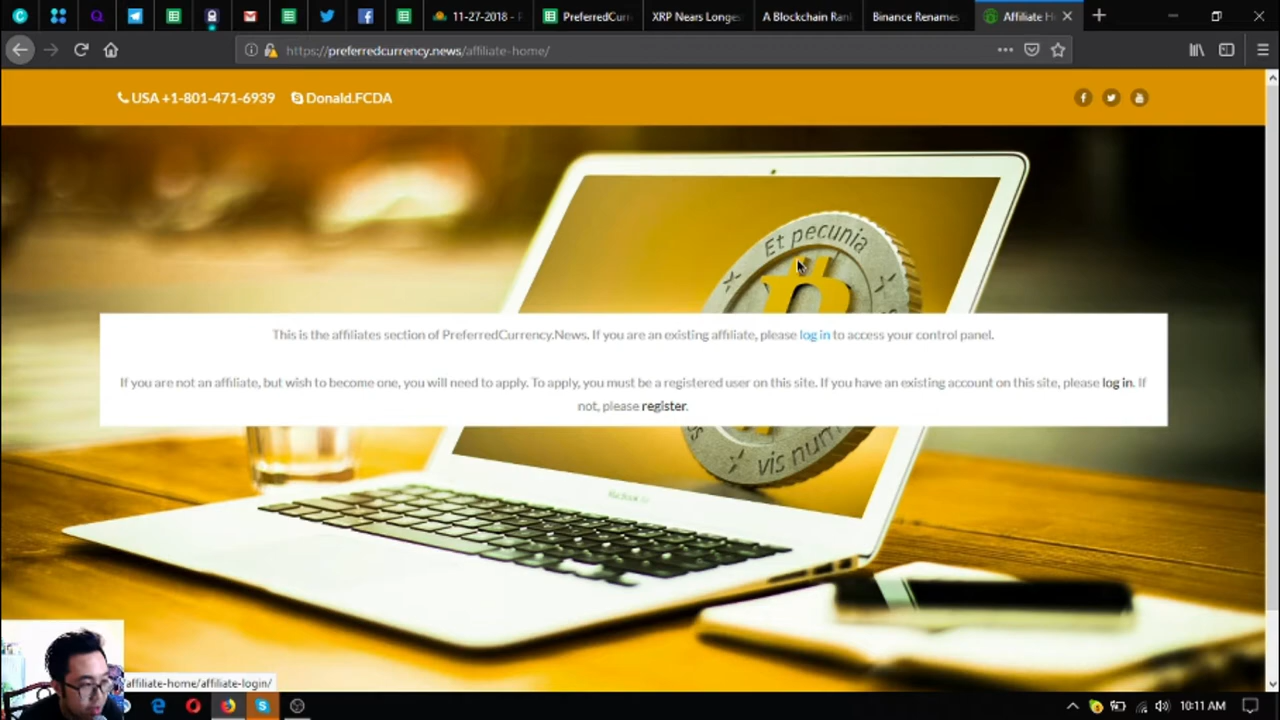 11-27-2018 - P
PreferredCurr
XRP Nears Longes
A Blockchain Ran
Binance Renames
Affiliate H
https://preferredcurrency.news/affiliate-home/
USA +1-801-471-6939
Donald.FCDA
Et pecunia
This is the affiliates section of PreferredCurrency.News. If you are an existing affiliate, please log in to access your control panel.
If you are not an affiliate, but wish to become one, you will need to apply. To apply, you must be a registered user on this site. If you have an existing account on this site, please log in. If
not, please register.
vis num
MacBook Air
/affiliate-home/affiliate-login/
10:11 AM